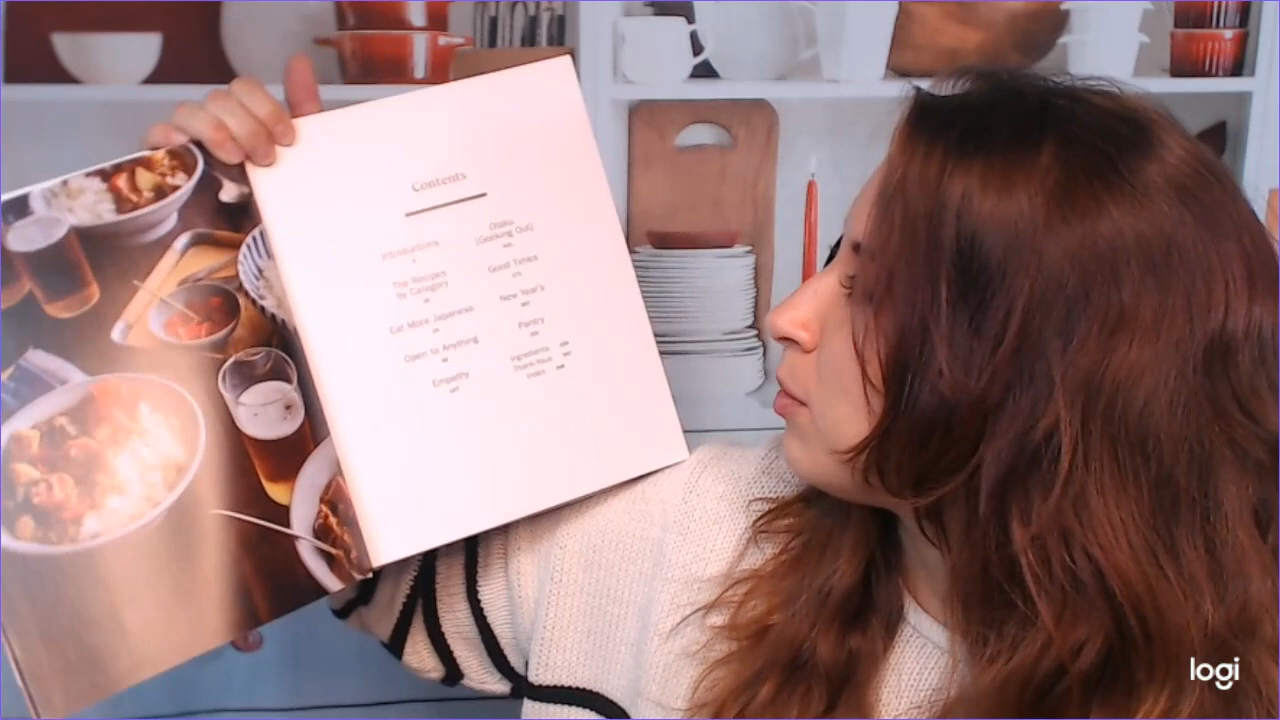 Contents
Introductions
The Recipes
by Category
Eat More Japanese
Open to Anything
Empathy
Otaku
(Geeking Out)
Good Times
New Year's
Pantry
Ingredients
Thank-Yous
Index
logi